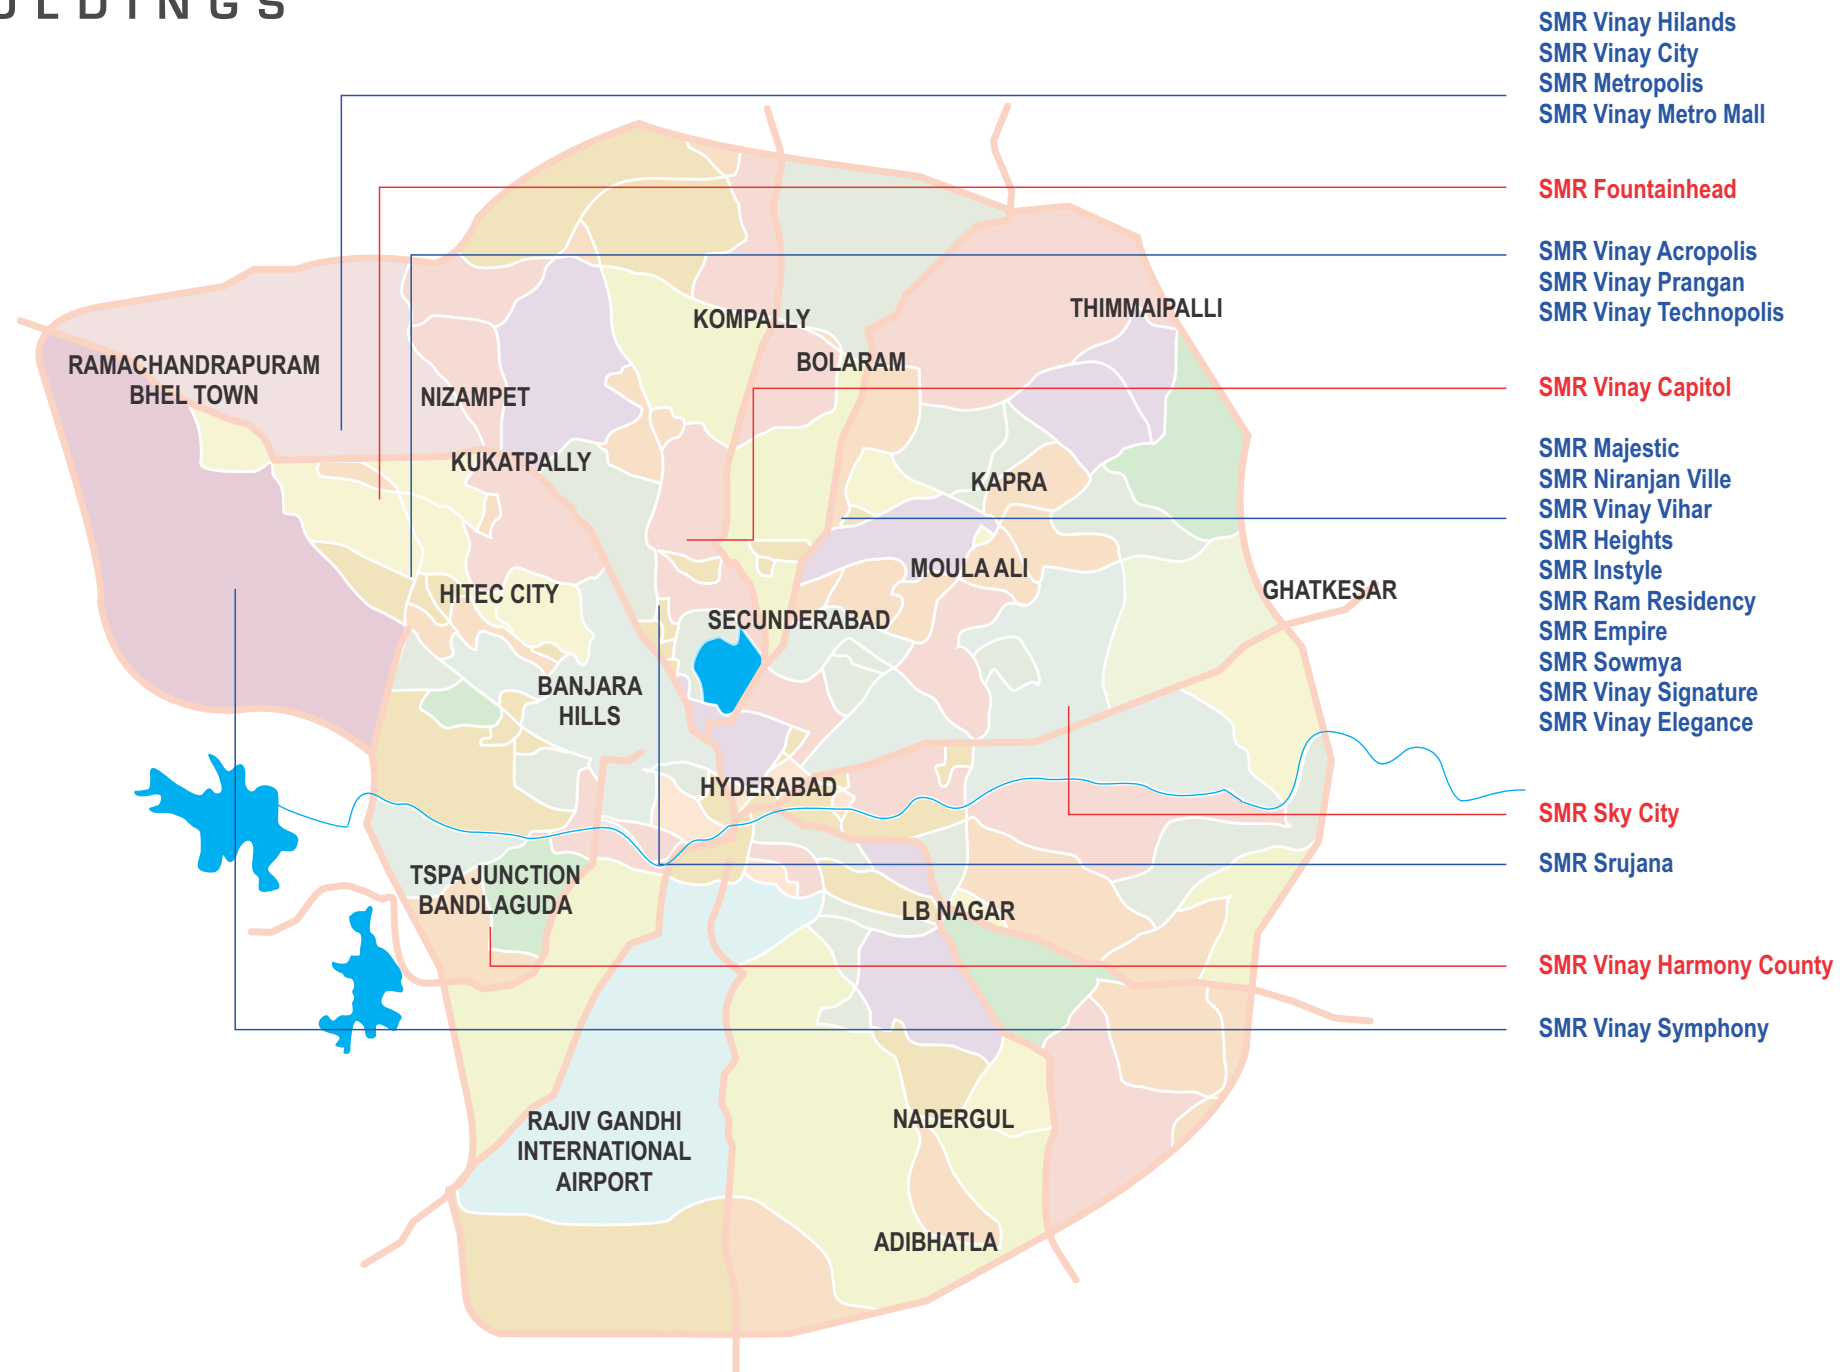 LDINGS
SMR Vinay Hilands
SMR Vinay City
SMR Metropolis
SMR Vinay Metro Mall
SMR Fountainhead
SMR Vinay Acropolis
SMR Vinay Prangan
SMR Vinay Technopolis
SMR Vinay Capitol
SMR Majestic
SMR Niranjan Ville
SMR Vinay Vihar
SMR Heights
SMR Instyle
SMR Ram Residency
SMR Empire
SMR Sowmya
SMR Vinay Signature
SMR Vinay Elegance
SMR Sky City
SMR Srujana
SMR Vinay Harmony County
SMR Vinay Symphony
THIMMAIPALLI
KOMPALLY
BOLARAM
RAMACHANDRAPURAM
BHEL TOWN
NIZAMPET
KUKATPALLY
KAPRA
MOULA ALI
GHATKESAR
HITEC CITY
SECUNDERABAD
BANJARA
HILLS
HYDERABAD
TSPA JUNCTION
BANDLAGUDA
LB NAGAR
RAJIV GANDHI
INTERNATIONAL
AIRPORT
NADERGUL
ADIBHATLA